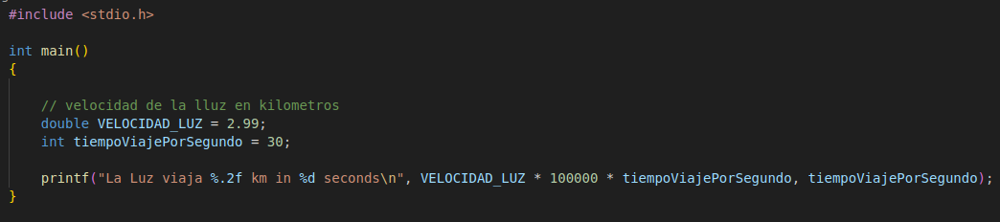 #include <stdio.h>
int main()
{
// velocidad de la lluz en kilometros
double VELOCIDAD_LUZ = 2.99;
int tiempoViajePorSegundo = 30;
printf("La Luz viaja %.2f km in %d seconds\n", VELOCIDAD_LUZ * 100000 * tiempoViajePorSegundo, tiempoViajePorSegundo);
}